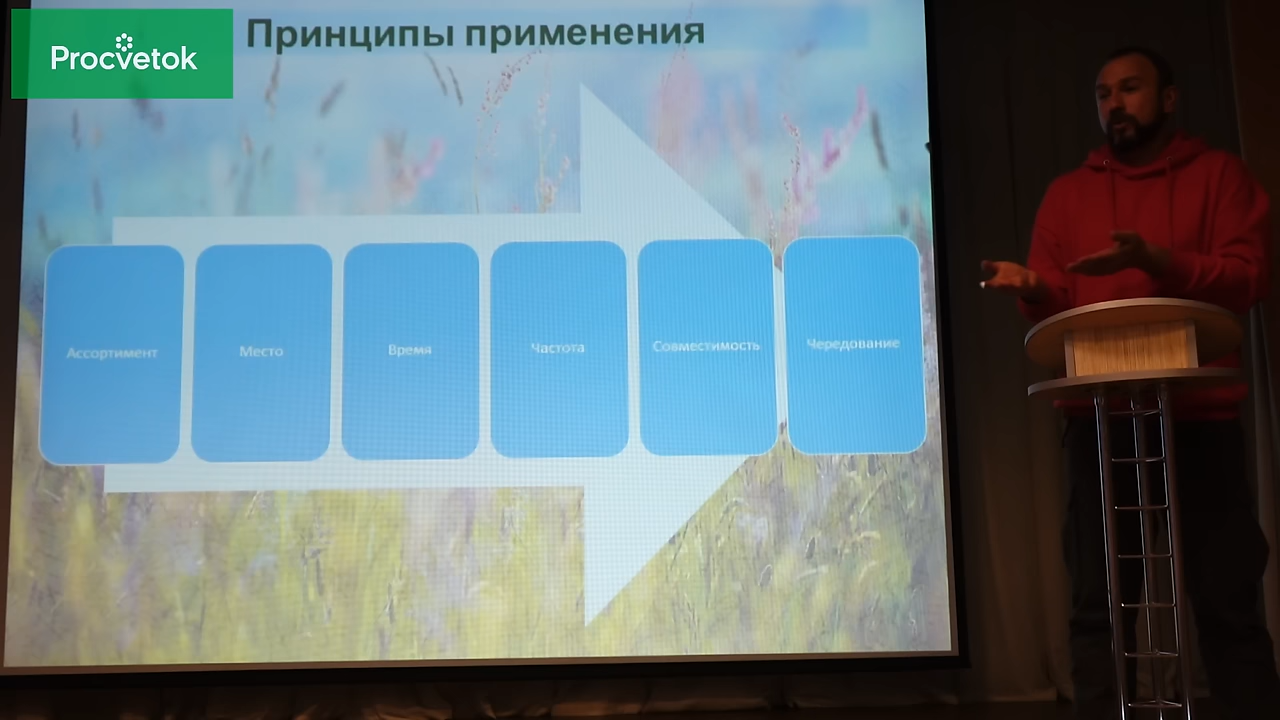 Procvetok
Принципы применения
Ассортимент
Место
Время
Частота
Совместимость
Чередование